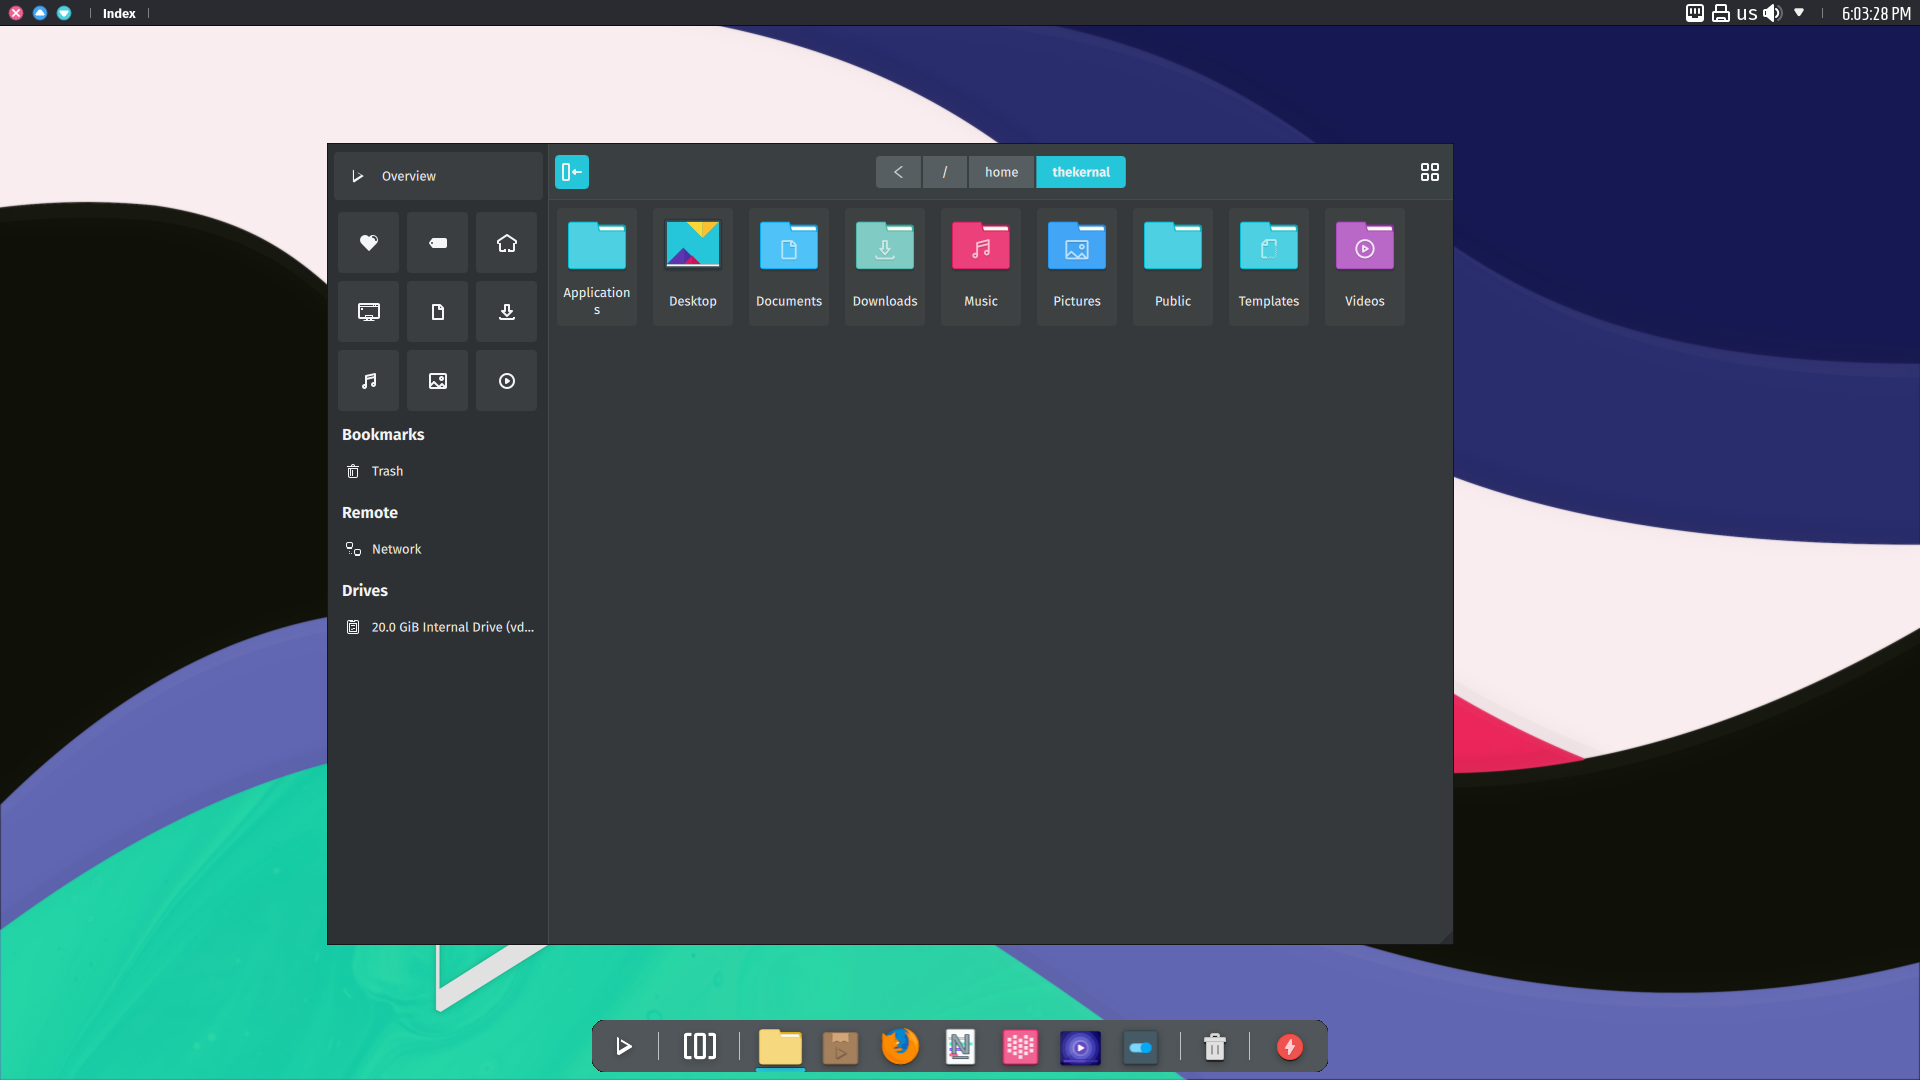 Index
us
6:03:28 PM
Overview
/
home
thekernal
Application
s
Desktop
Documents
Downloads
Music
Pictures
Public
Templates
Videos
Bookmarks
Trash
Remote
Network
Drives
20.0 GiB Internal Drive (vd...